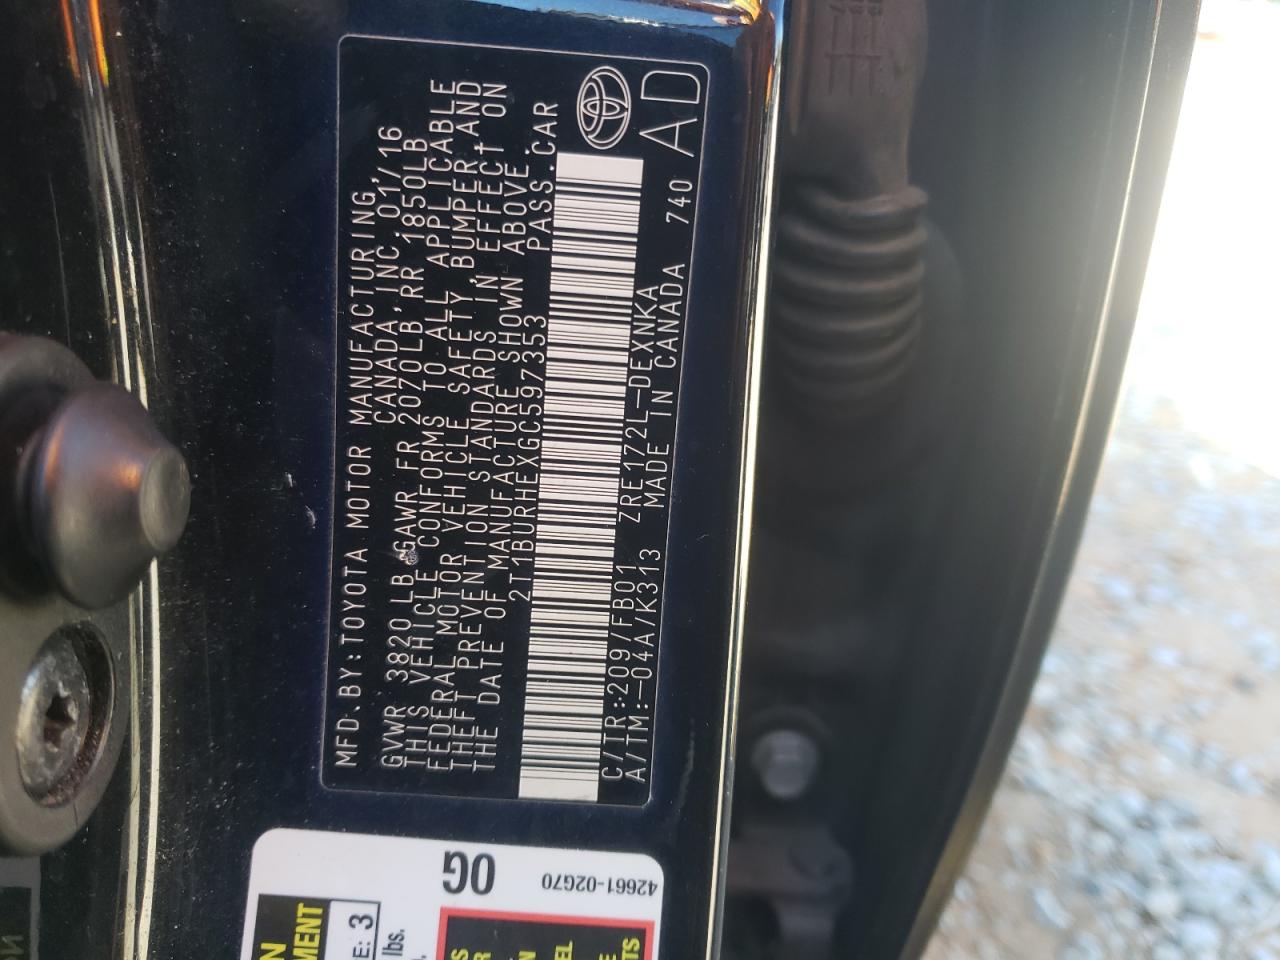 MFD.BY:TOYOTA MOTOR MANUFACTURING,
CANADA,INC. 01/16
GVWR 3820LB GAWR FR 2070LB RR 1850LB
THIS VEHICLE CONFORMS TO ALL APPLICABLE
FEDERAL MOTOR VEHICLE SAFETY, BUMPER, AND
THEFT PREVENTION STANDARDS IN EFFECT ON
THE DATE OF MANUFACTURE SHOWN ABOVE.
2T1BURHEXGC597353 PASS.CAR
C/TR:209/FB01 ZRE172L-DEXNKA
A/TM:-04A/K313 MADE IN CANADA 740
AD
0G
42661-02G70
3
lbs.